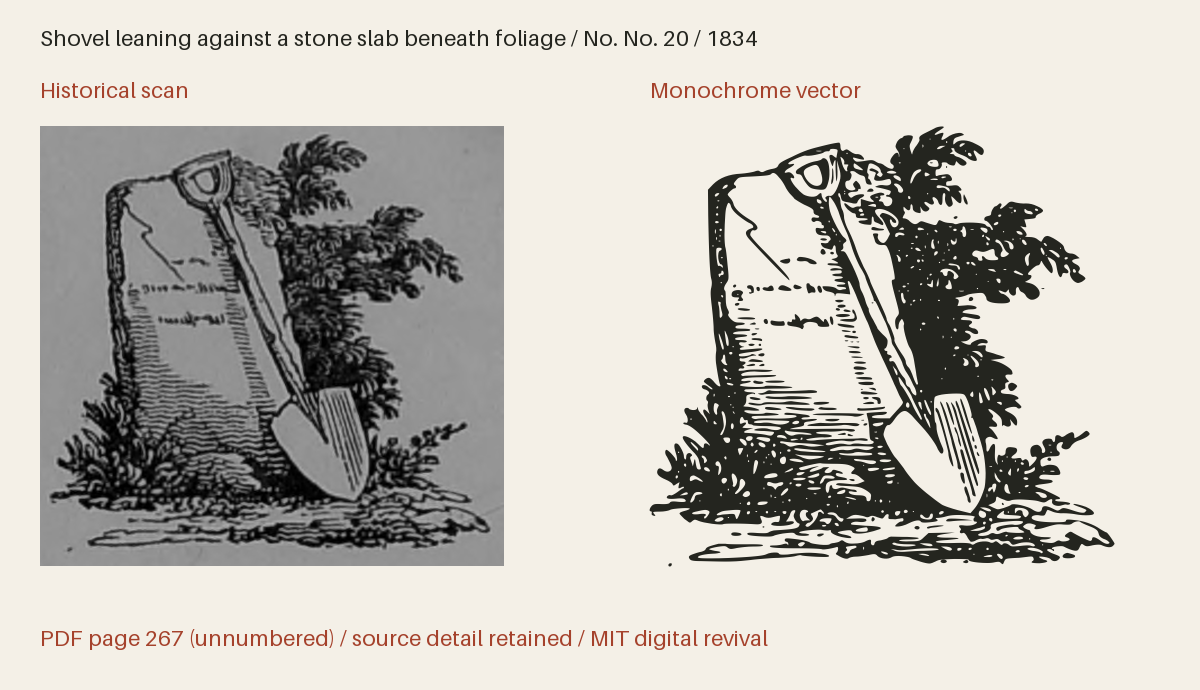 Shovel leaning against a stone slab beneath foliage / No. No. 20 / 1834
Historical scan
Monochrome vector
PDF page 267 (unnumbered) / source detail retained / MIT digital revival